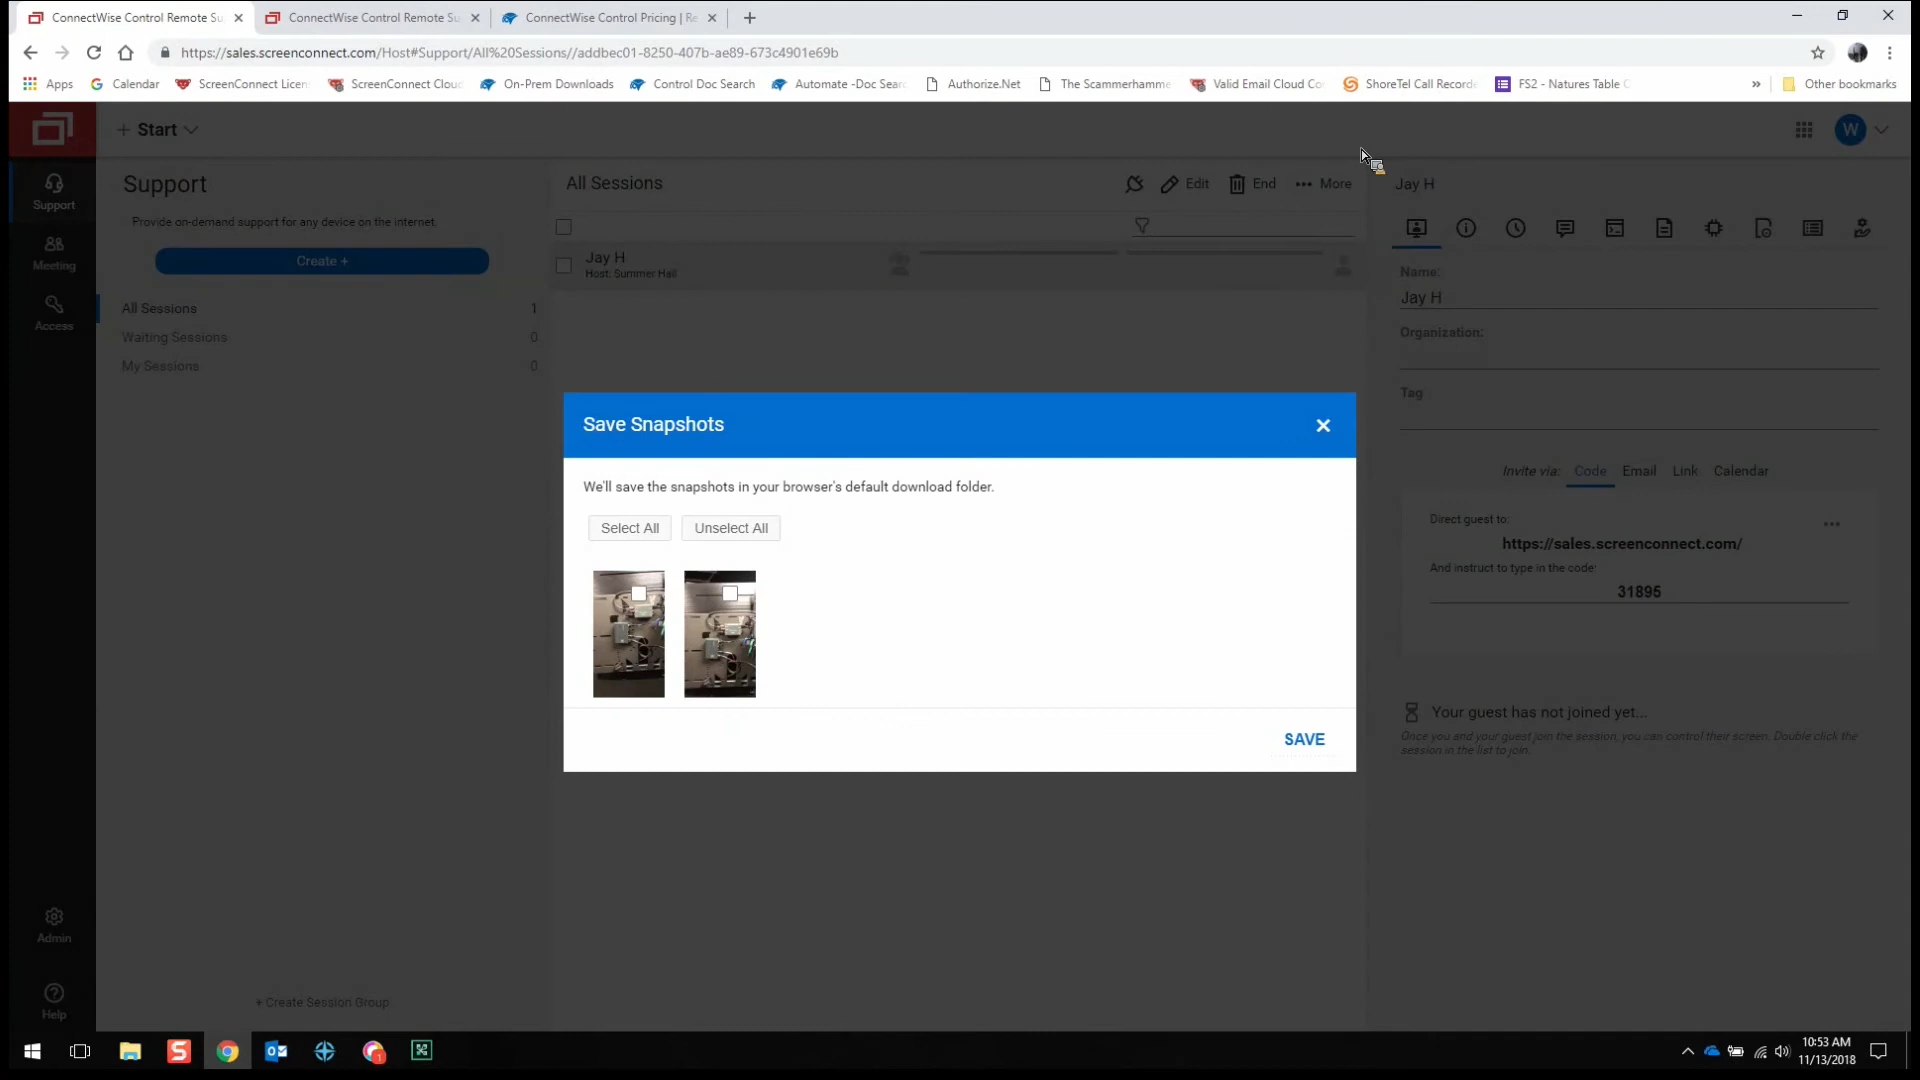 ConnectWise Control Remote Su
ConnectWise Control Remote Su
ConnectWise Control Pricing | Re
https://sales.screenconnect.com/Host#Support/All%20Sessions//addbec01-8250-407b-ae89-673c4901e69b
Apps
Calendar
ScreenConnect Licen
ScreenConnect Clou
On-Prem Downloads
Control Doc Search
Automate -Doc Sear
Authorize.Net
The Scammerhamme
Valid Email Cloud Co
ShoreTel Call Record
FS2 - Natures Table C
»
Other bookmarks
+ Start
W
Support
Meeting
Access
Admin
Help
Support
Provide on-demand support for any device on the internet.
Create +
All Sessions 1
Waiting Sessions 0
My Sessions 0
+ Create Session Group
All Sessions
Edit
End
More
Jay H
Host: Summer Hall
Save Snapshots
We'll save the snapshots in your browser's default download folder.
Select All
Unselect All
SAVE
Jay H
Name:
Jay H
Organization:
Tag
Invite via: Code Email Link Calendar
Direct guest to:
https://sales.screenconnect.com/
And instruct to type in the code:
31895
Your guest has not joined yet...
Once you and your guest join the session, you can control their screen. Double click the
session in the list to join.
10:53 AM
11/13/2018